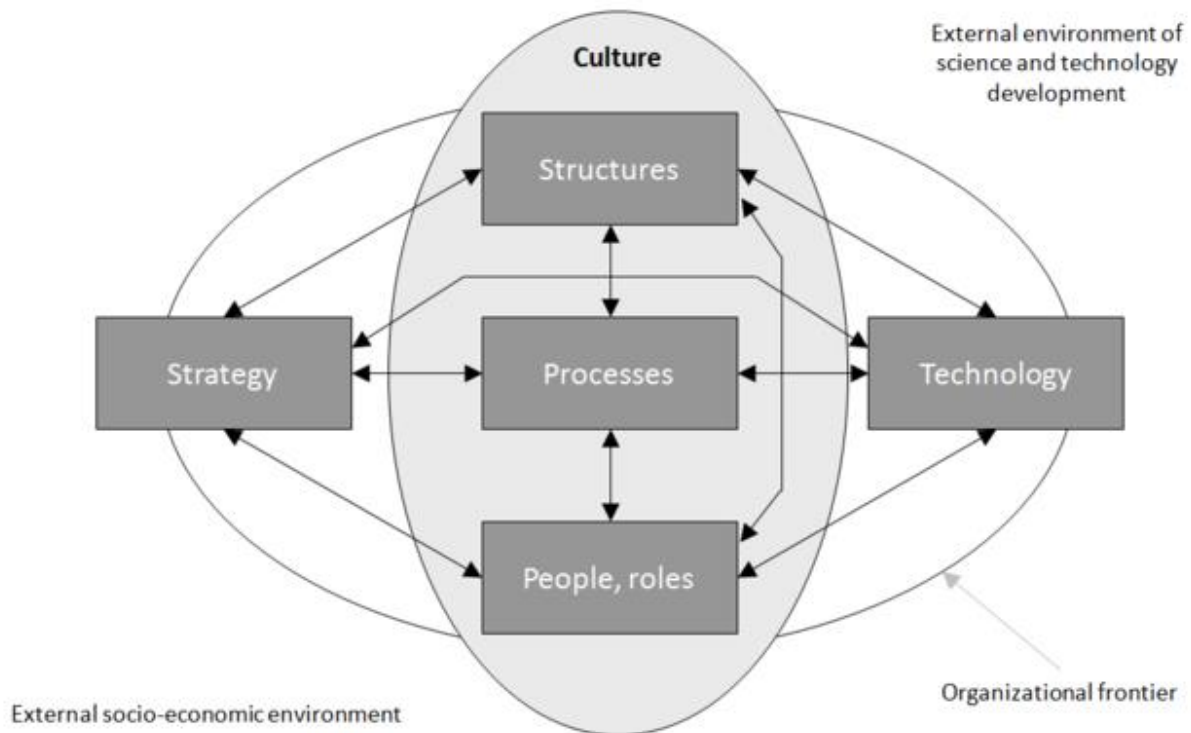 Culture
External environment of
science and technology
development
Structures
Strategy
Processes
Technology
People, roles
Organizational frontier
External socio-economic environment